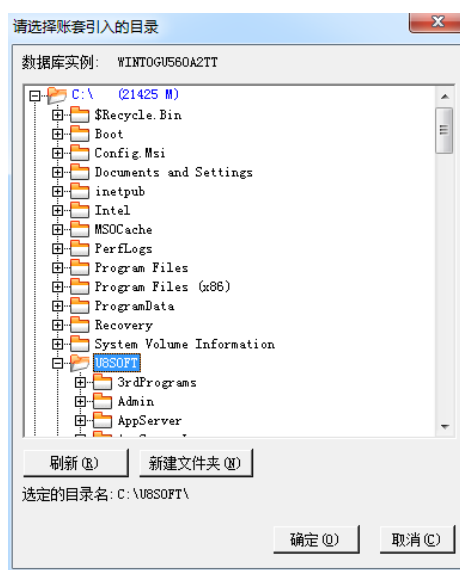 请选择账套引入的目录
数据库实例: WINTOGU560A2TT
C:\ (21425 M)
$Recycle.Bin
Boot
Config.Msi
Documents and Settings
inetpub
Intel
MSOCache
PerfLogs
Program Files
Program Files (x86)
ProgramData
Recovery
System Volume Information
U8SOFT
3rdPrograms
Admin
AppServer
刷新(R) 新建文件夹(N)
选定的目录名: C:\U8SOFT\
确定(O) 取消(C)